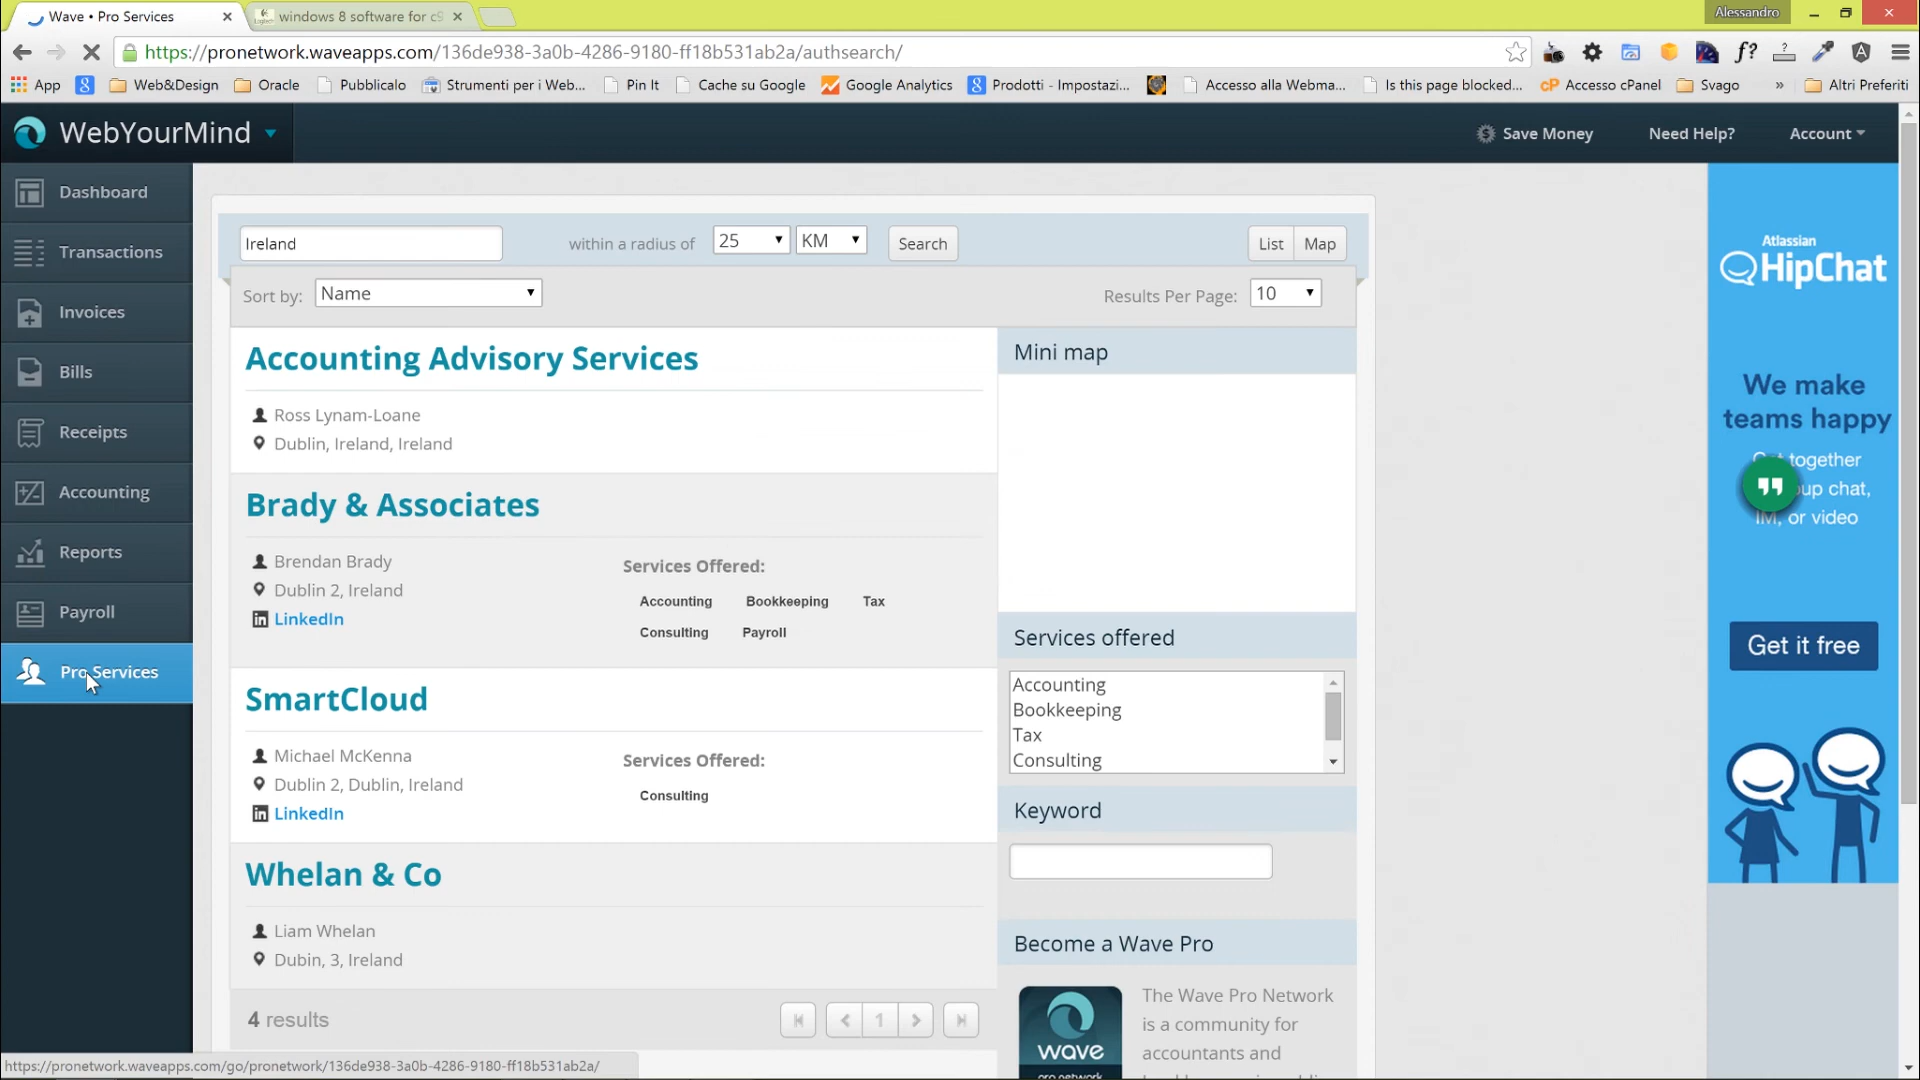 Wave • Pro Services
windows 8 software for c9
Alessandro
https://pronetwork.waveapps.com/136de938-3a0b-4286-9180-ff18b531ab2a/authsearch/
App Web&Design Oracle Pubblicalo Strumenti per i Web... Pin It Cache su Google Google Analytics Prodotti - Impostazi... Accesso alla Webma... Is this page blocked... cP Accesso cPanel Svago » Altri Preferiti
WebYourMind
Save Money Need Help? Account
Dashboard
Transactions
Invoices
Bills
Receipts
Accounting
Reports
Payroll
Pro Services
Ireland within a radius of 25 KM Search List Map
Sort by: Name Results Per Page: 10
Accounting Advisory Services
Ross Lynam-Loane
Dublin, Ireland, Ireland
Brady & Associates
Brendan Brady
Dublin 2, Ireland
LinkedIn
Services Offered:
Accounting Bookkeeping Tax
Consulting Payroll
SmartCloud
Michael McKenna
Dublin 2, Dublin, Ireland
LinkedIn
Services Offered:
Consulting
Whelan & Co
Liam Whelan
Dubin, 3, Ireland
4 results
1
Mini map
Services offered
Accounting
Bookkeeping
Tax
Consulting
Keyword
Become a Wave Pro
wave
pro network
The Wave Pro Network
is a community for
accountants and
Atlassian
HipChat
We make
teams happy
together
up chat,
IM, or video
Get it free
https://pronetwork.waveapps.com/go/pronetwork/136de938-3a0b-4286-9180-ff18b531ab2a/